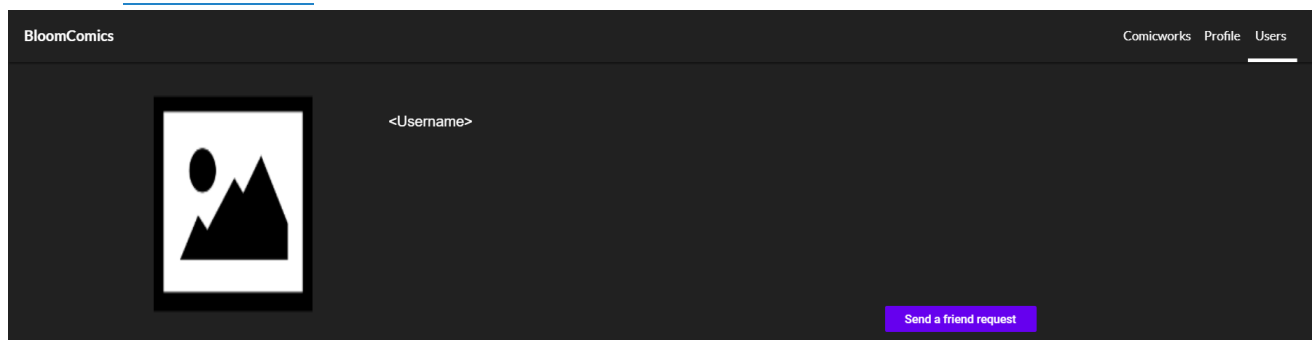 BloomComics Comicworks Profile Users
<Username>
Send a friend request